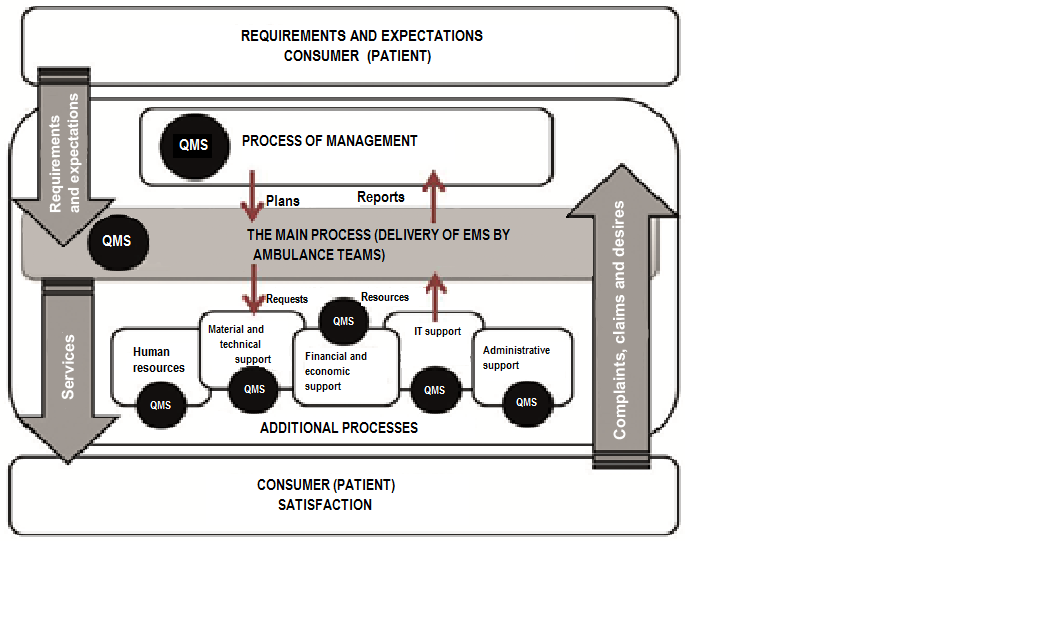 REQUIREMENTS AND EXPECTATIONS
CONSUMER (PATIENT)
Requirements
and expectations
QMS
PROCESS OF MANAGEMENT
Plans
Reports
QMS
THE MAIN PROCESS (DELIVERY OF EMS BY
AMBULANCE TEAMS)
Requests
Resources
Services
Human
resources
QMS
Material and
technical
support
QMS
QMS
Financial and
economic
support
IT support
QMS
Administrative
support
QMS
Complaints, claims and desires
ADDITIONAL PROCESSES
CONSUMER (PATIENT)
SATISFACTION